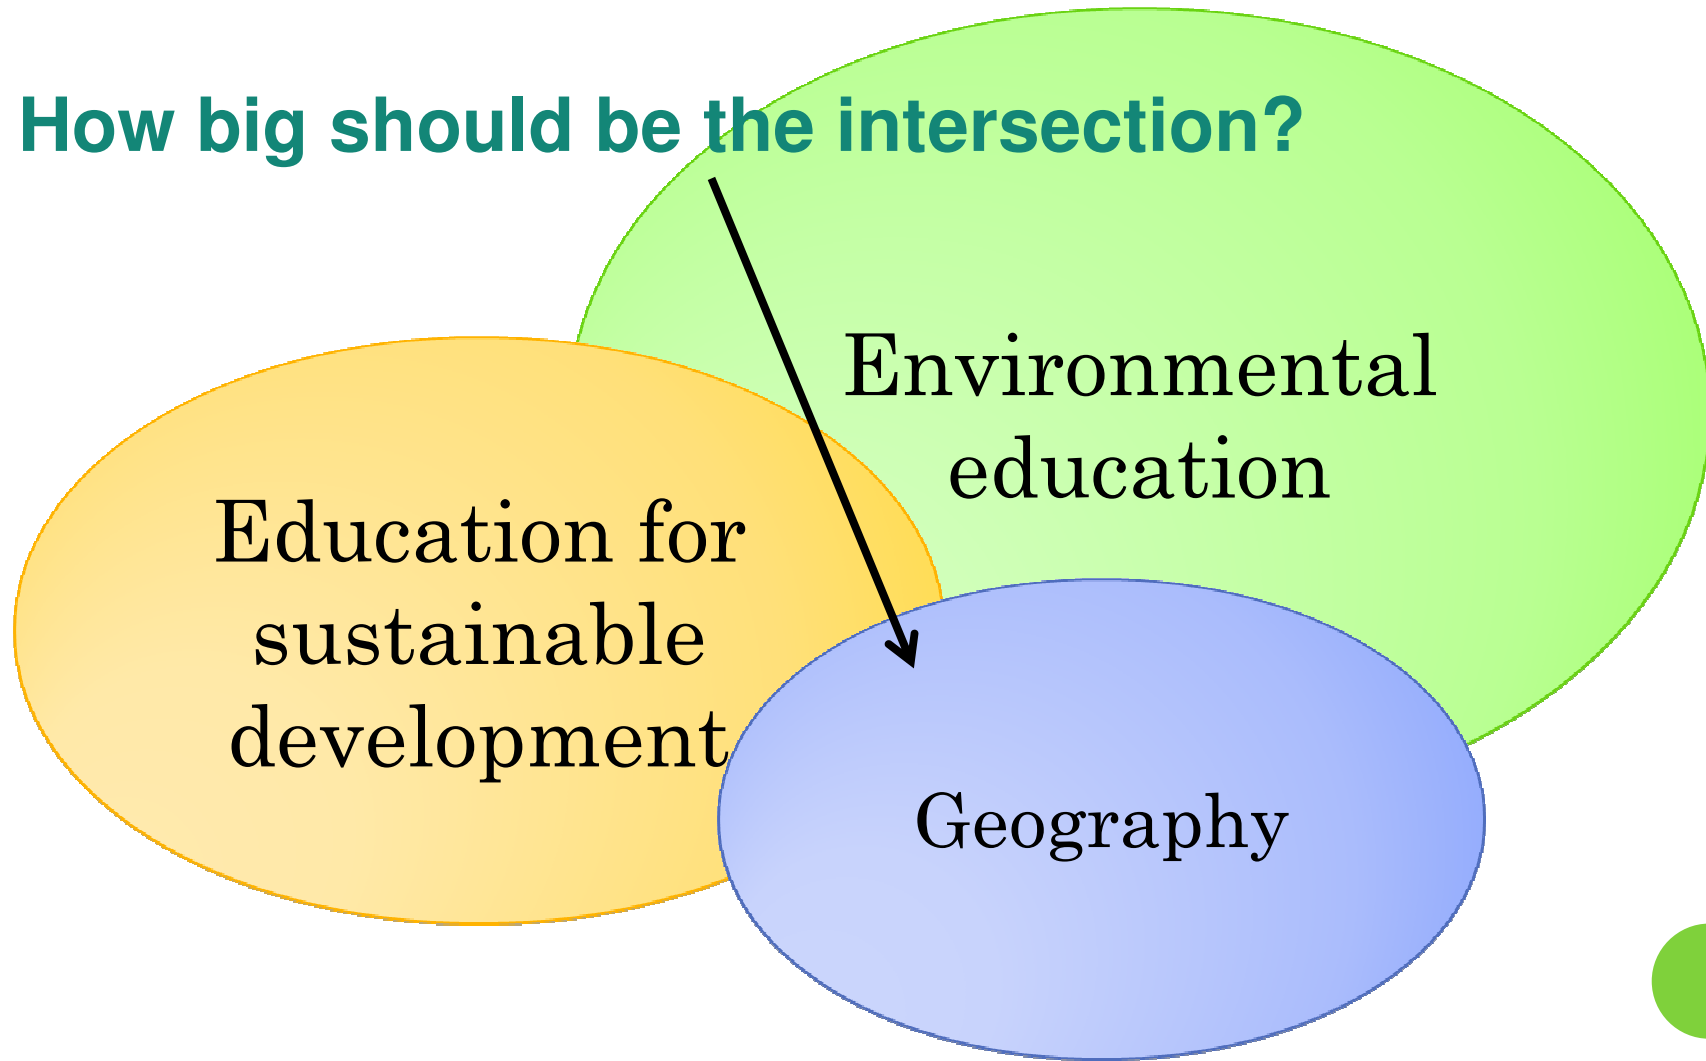 How big should be the intersection?
Environmental
education
Education for
sustainable
development
Geography